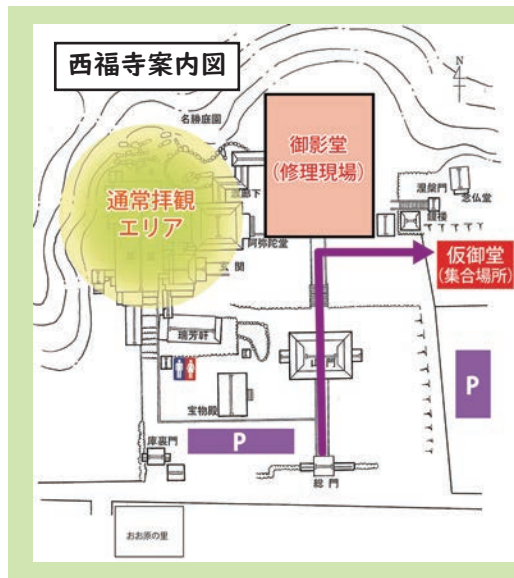 西福寺案内図
N
名勝庭園
御影堂
(修理現場)
涅槃門
念仏堂
鐘楼
通常拝観
エリア
廊下
阿弥陀堂
玄関
仮御堂
(集合場所)
瑞芳軒
山門
宝物殿
P
P
庫裏門
総門
おお原の里